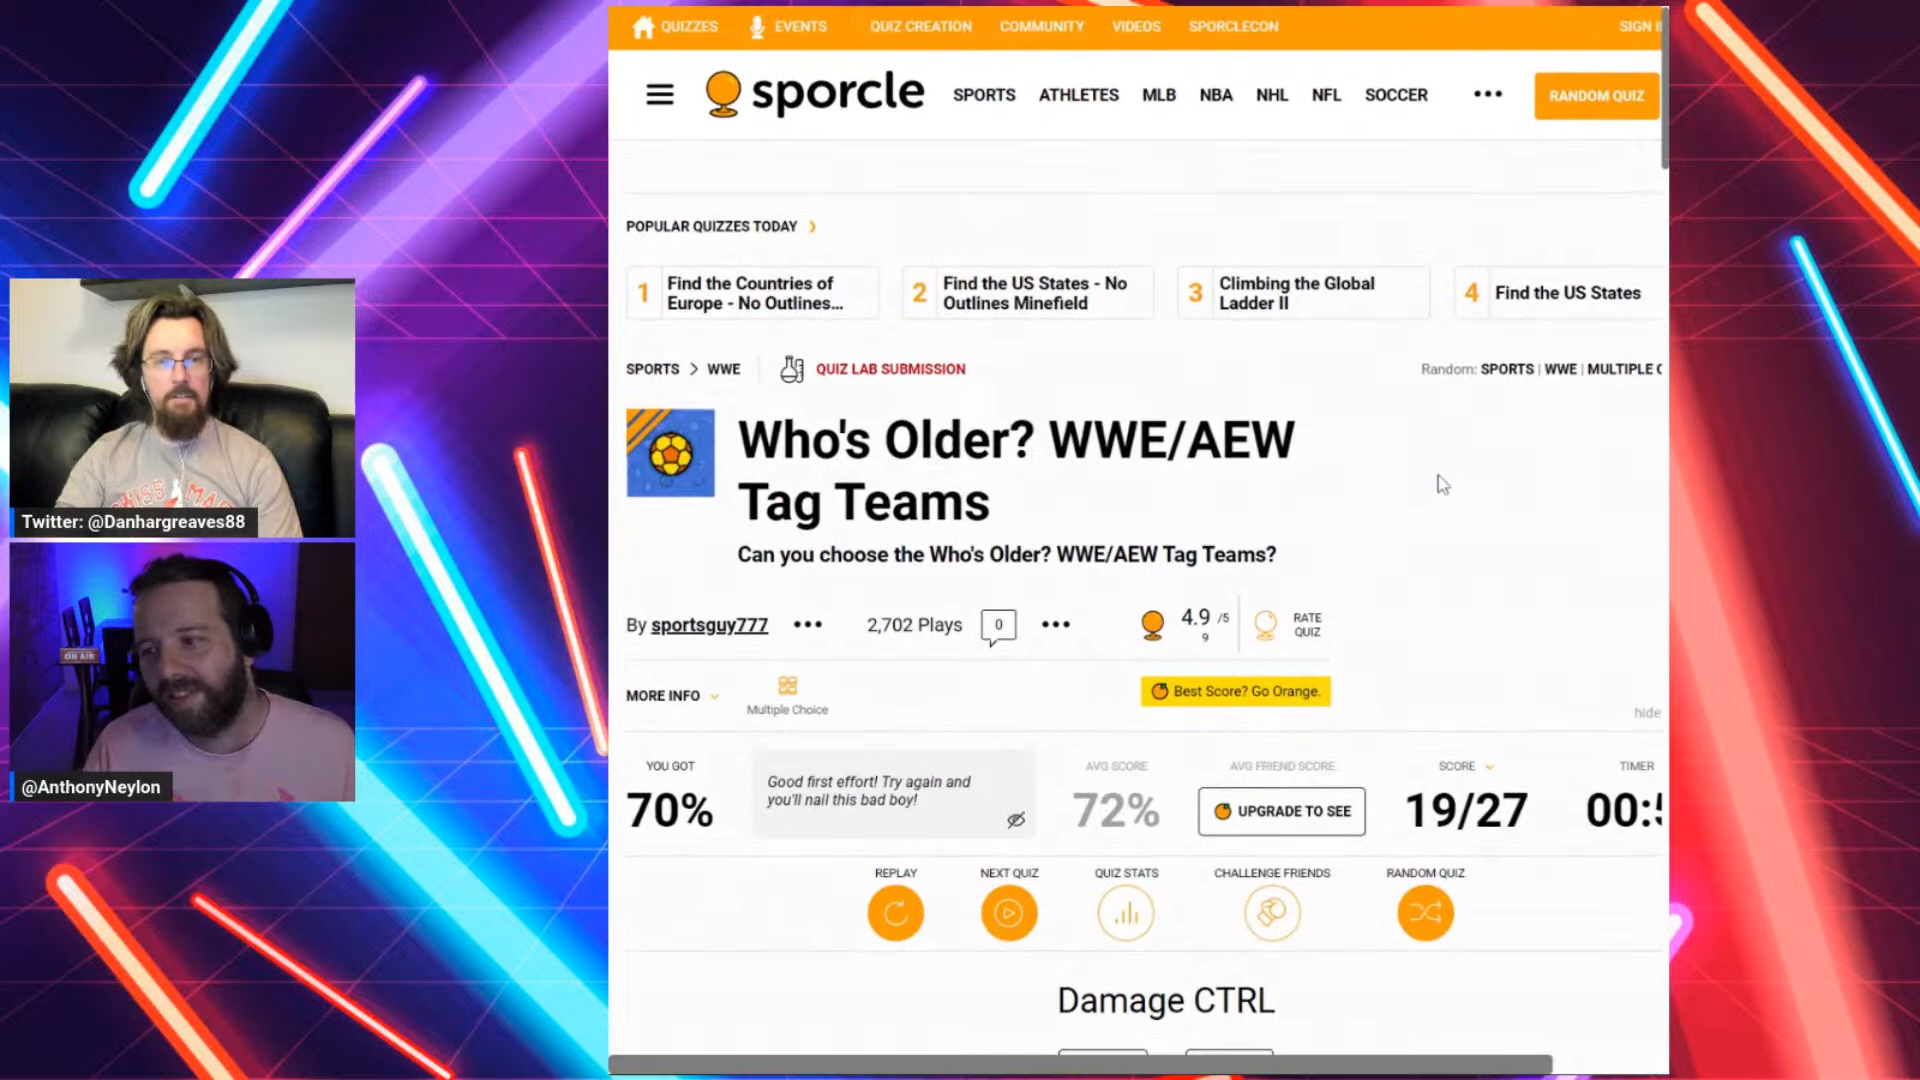 QUIZZES EVENTS QUIZ CREATION COMMUNITY VIDEOS SPORCLECON SIGN
sporcle SPORTS ATHLETES MLB NBA NHL NFL SOCCER ••• RANDOM QUIZ
POPULAR QUIZZES TODAY
1 Find the Countries of
Europe - No Outlines...
2 Find the US States - No
Outlines Minefield
3 Climbing the Global
Ladder II
4 Find the US States
SPORTS > WWE QUIZ LAB SUBMISSION
Random: SPORTS | WWE | MULTIPLE
Who's Older? WWE/AEW
Tag Teams
Can you choose the Who's Older? WWE/AEW Tag Teams?
By sportsguy777 ••• 2,702 Plays 0 •••
4.9 /5
9
RATE
QUIZ
MORE INFO
Multiple Choice
Best Score? Go Orange.
hide
YOU GOT
70%
Good first effort! Try again and
you'll nail this bad boy!
AVG SCORE
72%
AVG FRIEND SCORE
UPGRADE TO SEE
SCORE
19/27
TIMER
00:
REPLAY
NEXT QUIZ
QUIZ STATS
CHALLENGE FRIENDS
RANDOM QUIZ
Damage CTRL
SWISS
Twitter: @Danhargreaves88
ON AIR
@AnthonyNeylon